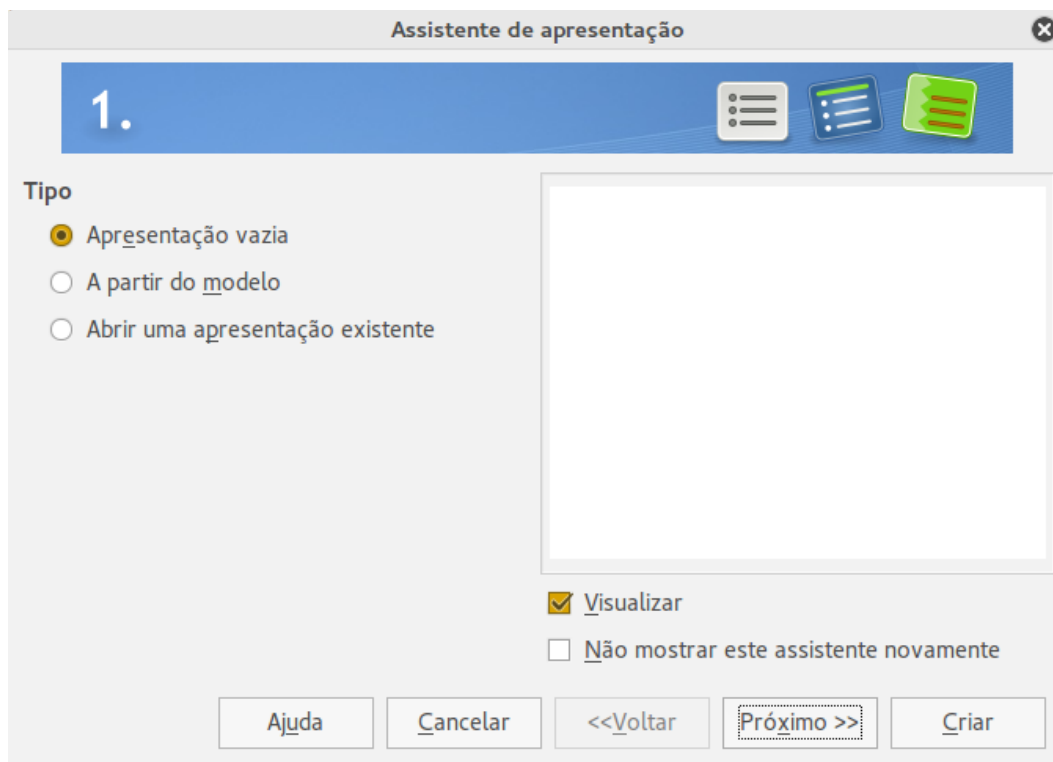 Assistente de apresentação
1.
Tipo
Apresentação vazia
A partir do modelo
Abrir uma apresentação existente
Visualizar
Não mostrar este assistente novamente
Ajuda
Cancelar
<<Voltar
Próximo >>
Criar